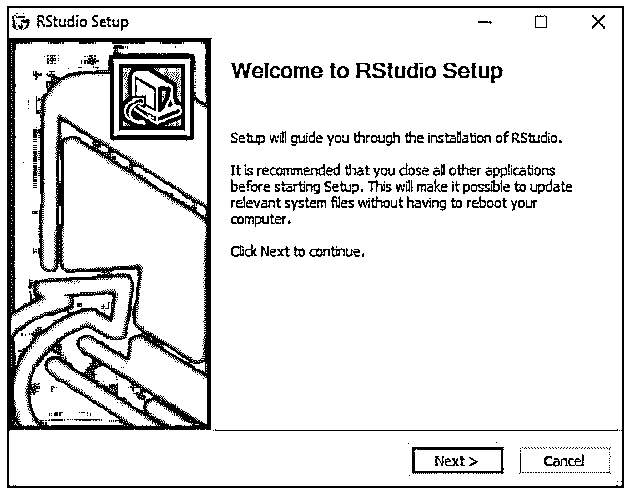 RStudio Setup
Welcome to RStudio Setup
Setup will guide you through the installation of RStudio.
It is recommended that you close all other applications
before starting Setup. This will make it possible to update
relevant system files without having to reboot your
computer.
Click Next to continue.
Next >
Cancel